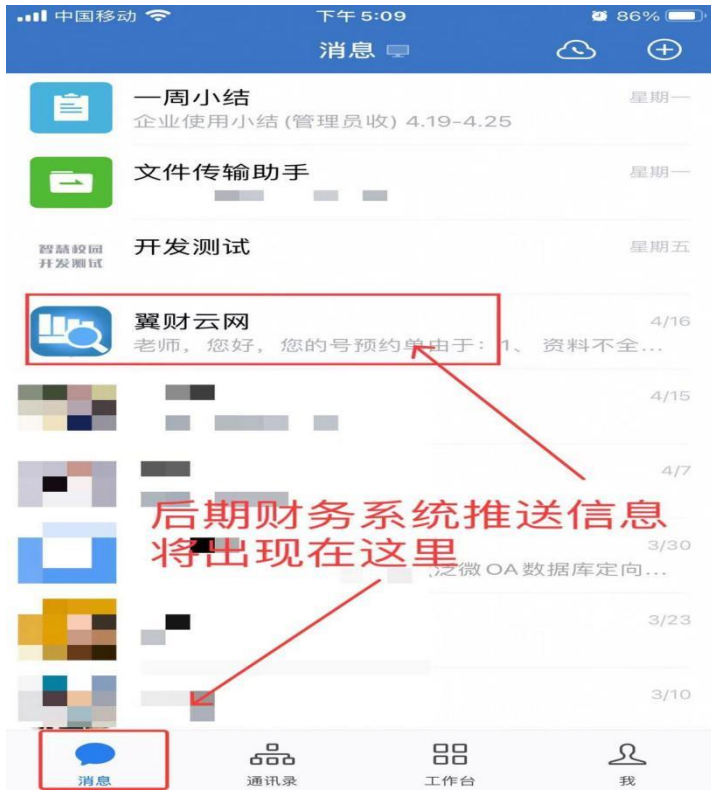 中国移动
下午 5:09
86%
消息
一周小结
星期一
企业使用小结 (管理员收) 4.19-4.25
文件传输助手
星期一
智慧校园
开发测试
开发测试
星期五
翼财云网
4/16
老师，您好，您的号预约单由于：1、 资料不全...
4/15
4/7
后期财务系统推送信息
将出现在这里
3/30
泛微OA数据库定向...
3/23
3/10
消息
通讯录
工作台
我